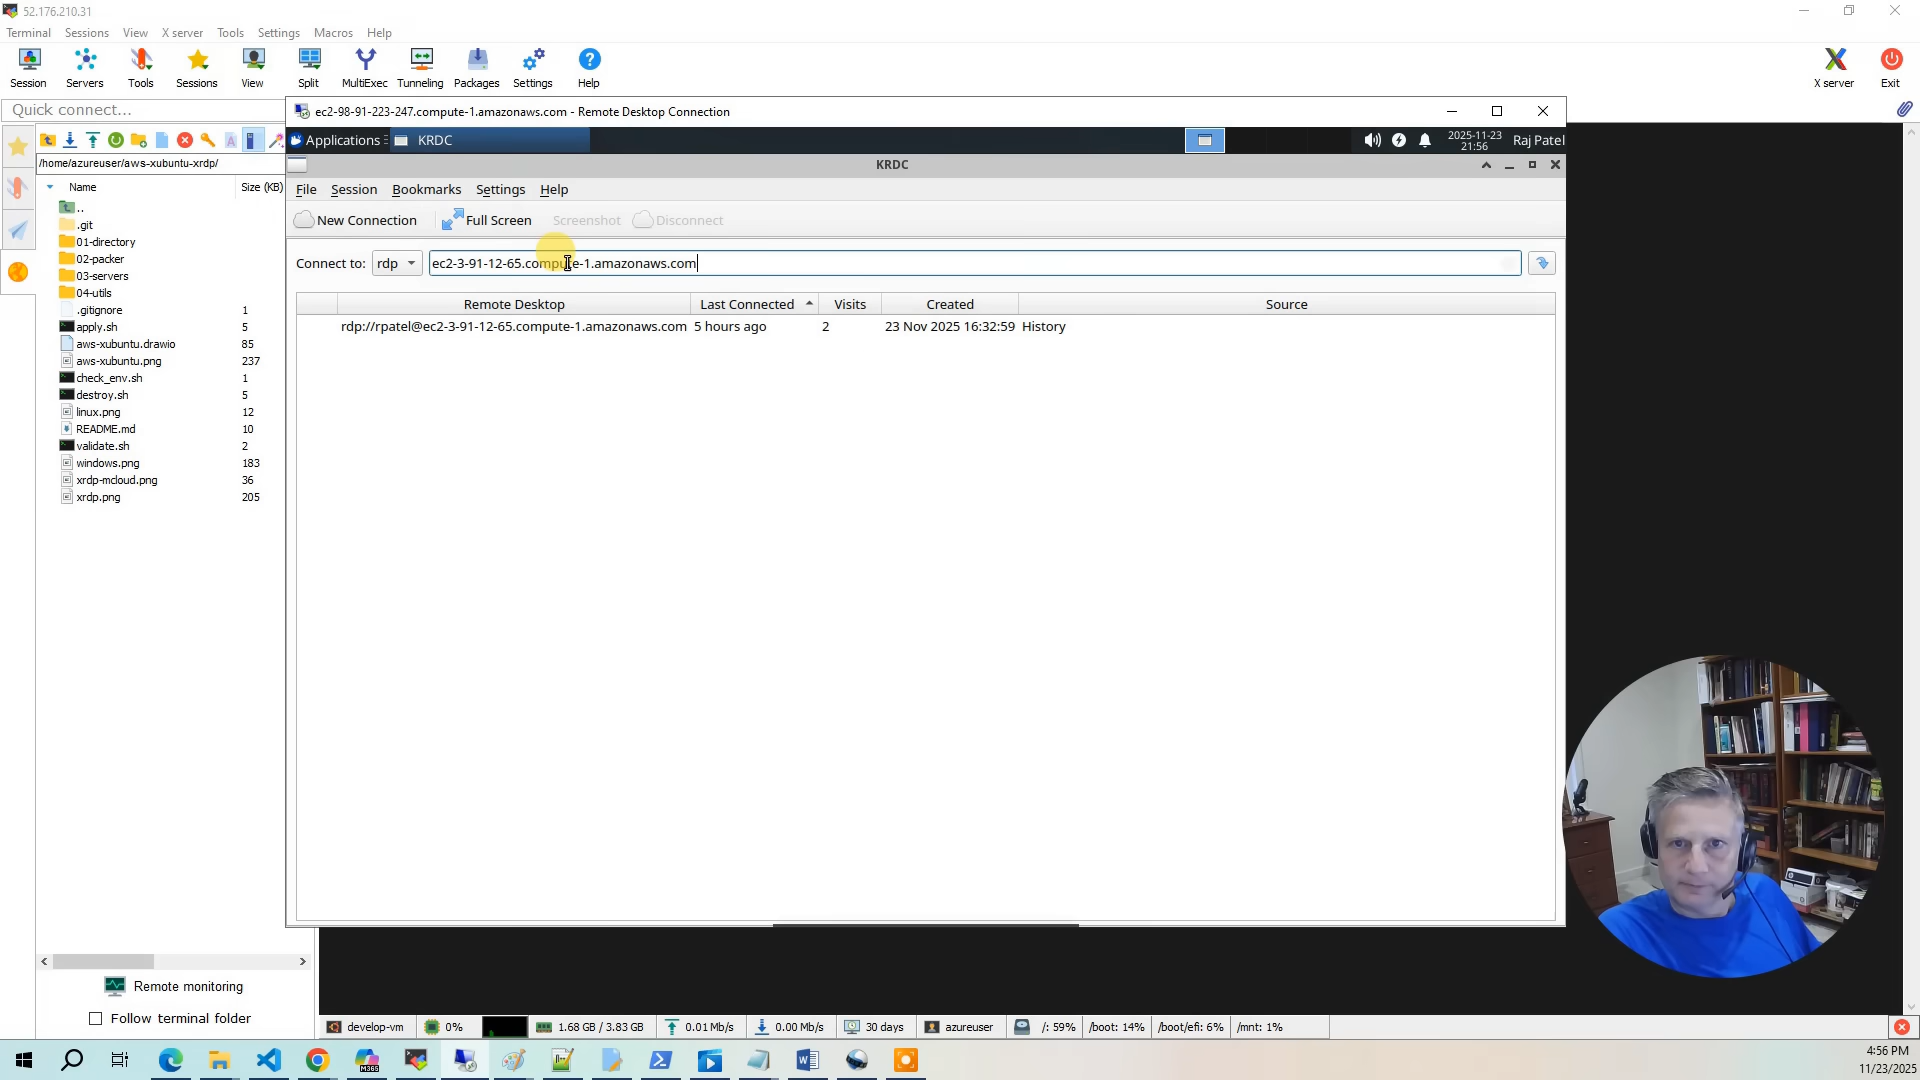 52.176.210.31
Terminal Sessions View X server Tools Settings Macros Help
Session Servers Tools Sessions View Split MultiExec Tunneling Packages Settings Help X server Exit
Quick connect...
ec2-98-91-223-247.compute-1.amazonaws.com - Remote Desktop Connection
Applications KRDC 2025-11-23 21:56 Raj Patel
/home/azureuser/aws-xubuntu-xrdp/
KRDC
Name Size (KB)
File Session Bookmarks Settings Help
..
.git
New Connection Full Screen Screenshot Disconnect
01-directory
02-packer
Connect to: rdp ec2-3-91-12-65.compute-1.amazonaws.com
03-servers
04-utils
Remote Desktop Last Connected Visits Created Source
.gitignore 1
rdp://rpatel@ec2-3-91-12-65.compute-1.amazonaws.com 5 hours ago 2 23 Nov 2025 16:32:59 History
apply.sh 5
aws-xubuntu.drawio 85
aws-xubuntu.png 237
check_env.sh 1
destroy.sh 5
linux.png 12
README.md 10
validate.sh 2
windows.png 183
xrdp-mcloud.png 36
xrdp.png 205
Remote monitoring
Follow terminal folder
develop-vm 0% 1.68 GB / 3.83 GB 0.01 Mb/s 0.00 Mb/s 30 days azureuser /: 59% /boot: 14% /boot/efi: 6% /mnt: 1%
M365
4:56 PM
11/23/2025